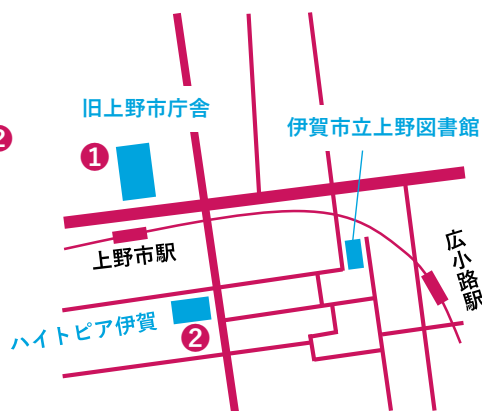 旧上野市庁舎
❶
伊賀市立上野図書館
❷
上野市駅
広小路駅
ハイトピア伊賀
❷